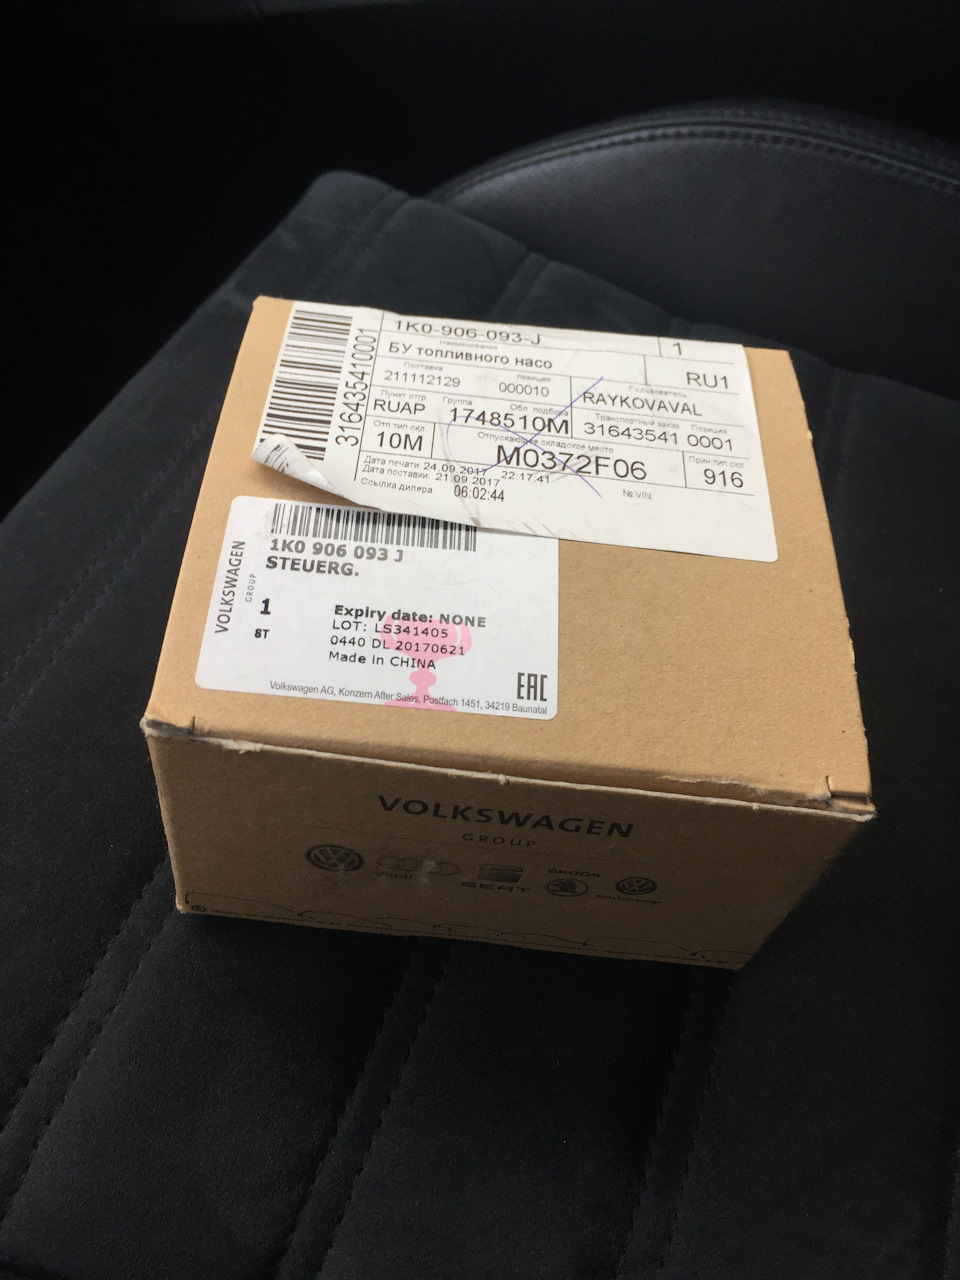 1K0-906-093-J
1
Наименование
БУ топливного насо
RU1
Поставка
Позиция
Пользователь
211112129
000010
RAYKOVAVAL
Пункт отгр
Группа
Обл подбора
Транспортный заказ
Позиция
RUAP
1748510M
31643541
0001
Отп тип скл
Отпускающее складское место
Прин.тип скл.
10M
M0372F06
916
Дата печати 24.09.2017 22:17:41
Дата поставки: 21.09.2017
Ссылка дилера
06:02:44
№ VIN:
316435410001
1K0 906 093 J
STEUERG.
VOLKSWAGEN
GROUP
1
8T
Expiry date: NONE
LOT: LS341405
0440 DL 20170621
Made in CHINA
EAC
Volkswagen AG, Konzern After Sales, Postfach 1451, 34219 Baunatal
VOLKSWAGEN
GROUP
Audi
SEAT
ŠKODA
Nutzfahrzeuge